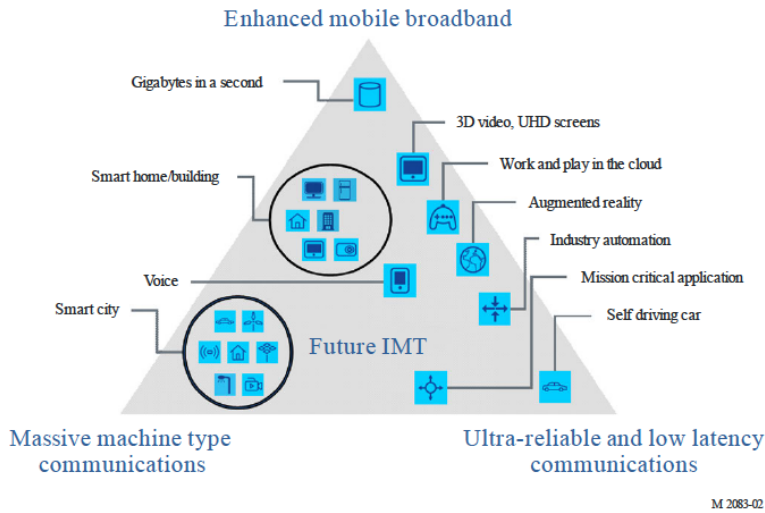 Enhanced mobile broadband
Gigabytes in a second
3D video, UHD screens
Work and play in the cloud
Smart home/building
Augmented reality
Industry automation
Voice
Mission critical application
Smart city
Self driving car
Future IMT
Massive machine type
communications
Ultra-reliable and low latency
communications
M 2083-02